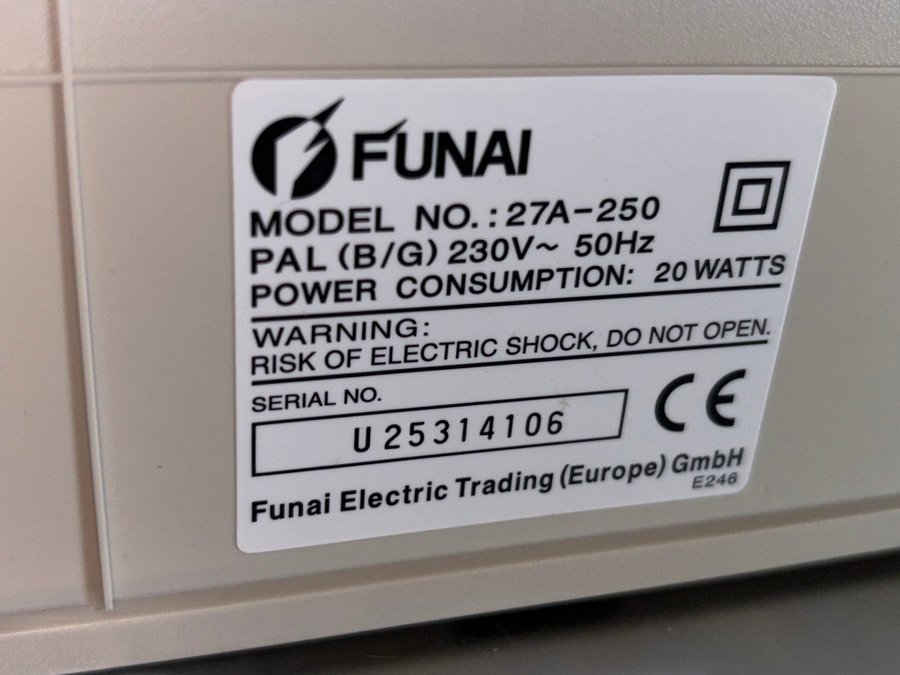 FUNAI
MODEL NO.: 27A-250
PAL (B/G) 230V~ 50Hz
POWER CONSUMPTION: 20 WATTS
WARNING:
RISK OF ELECTRIC SHOCK, DO NOT OPEN.
SERIAL NO.
U25314106
CE
Funai Electric Trading (Europe) GmbH
E246